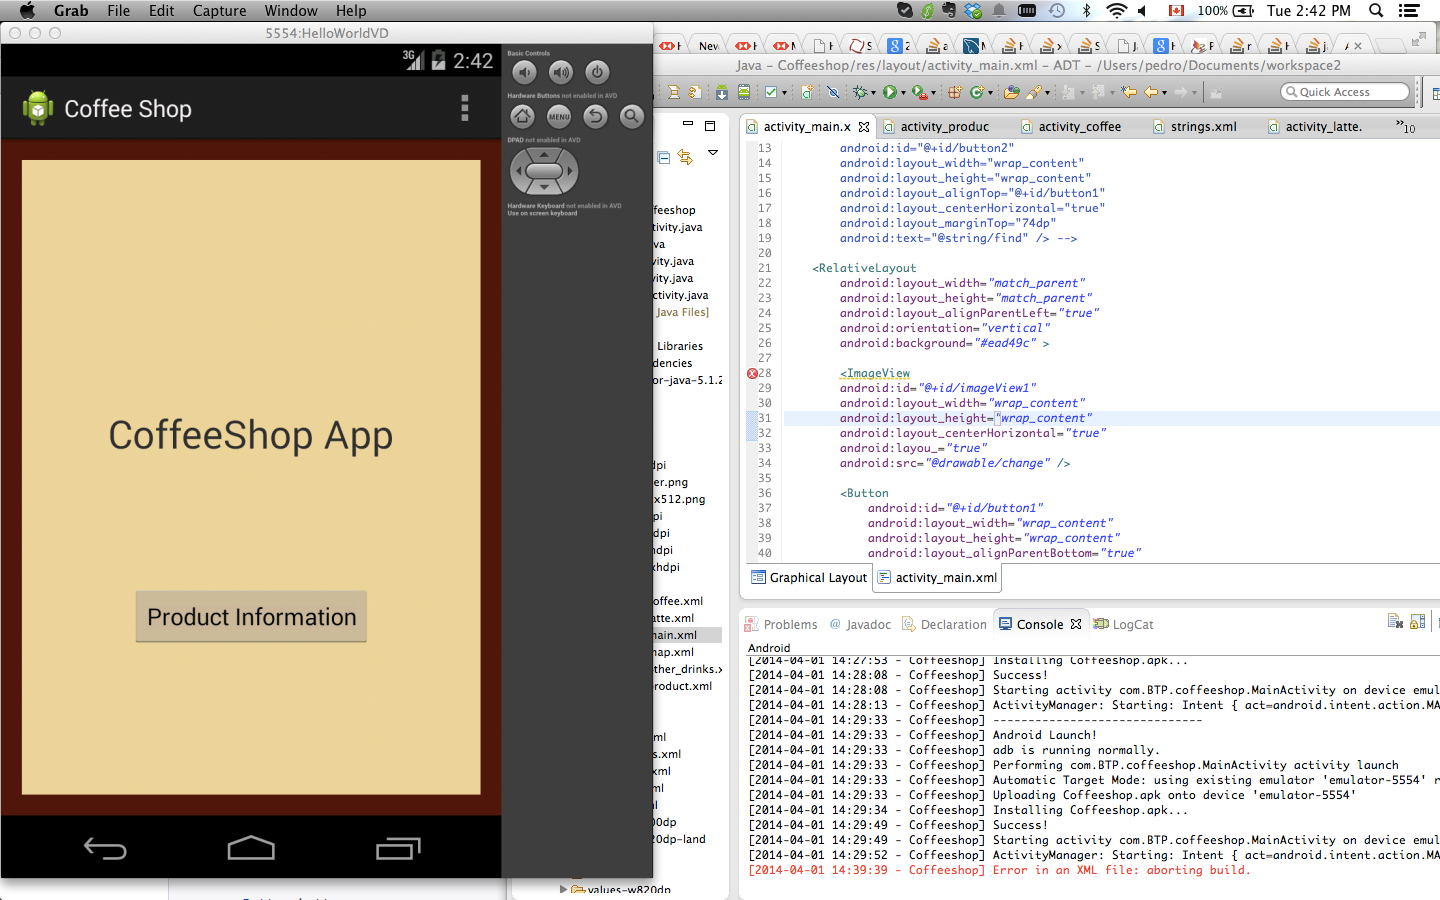 Grab File Edit Capture Window Help
100% Tue 2:42 PM
5554:HelloWorldVD
3G 2:42
Coffee Shop
CoffeeShop App
Product Information
Basic Controls
Hardware Buttons not enabled in AVD
MENU
DPAD not enabled in AVD
Hardware Keyboard not enabled in AVD
Use on screen keyboard
Java – Coffeeshop/res/layout/activity_main.xml – ADT – /Users/pedro/Documents/workspace2
Quick Access
feeshop
tivity.java
va
vity.java
vity.java
ctivity.java
Java Files]
Libraries
dencies
or-java-5.1.2
dpi
er.png
x512.png
pi
dpi
hdpi
xhdpi
offee.xml
atte.xml
main.xml
nap.xml
other_drinks.x
product.xml
ml
s.xml
.xml
ml
l
00dp
20dp-land
values-w820dp
activity_main.x activity_produc activity_coffee strings.xml activity_latte. »10
13 android:id="@+id/button2"
14 android:layout_width="wrap_content"
15 android:layout_height="wrap_content"
16 android:layout_alignTop="@+id/button1"
17 android:layout_centerHorizontal="true"
18 android:layout_marginTop="74dp"
19 android:text="@string/find" /> -->
20
21 <RelativeLayout
22 android:layout_width="match_parent"
23 android:layout_height="match_parent"
24 android:layout_alignParentLeft="true"
25 android:orientation="vertical"
26 android:background="#ead49c" >
27
28 <ImageView
29 android:id="@+id/imageView1"
30 android:layout_width="wrap_content"
31 android:layout_height="wrap_content"
32 android:layout_centerHorizontal="true"
33 android:layou_="true"
34 android:src="@drawable/change" />
35
36 <Button
37 android:id="@+id/button1"
38 android:layout_width="wrap_content"
39 android:layout_height="wrap_content"
40 android:layout_alignParentBottom="true"
Graphical Layout activity_main.xml
Problems @ Javadoc Declaration Console LogCat
Android
[2014-04-01 14:27:53 - Coffeeshop] Installing Coffeeshop.apk...
[2014-04-01 14:28:08 - Coffeeshop] Success!
[2014-04-01 14:28:08 - Coffeeshop] Starting activity com.BTP.coffeeshop.MainActivity on device emul
[2014-04-01 14:28:13 - Coffeeshop] ActivityManager: Starting: Intent { act=android.intent.action.MA
[2014-04-01 14:29:33 - Coffeeshop] ------------------------------
[2014-04-01 14:29:33 - Coffeeshop] Android Launch!
[2014-04-01 14:29:33 - Coffeeshop] adb is running normally.
[2014-04-01 14:29:33 - Coffeeshop] Performing com.BTP.coffeeshop.MainActivity activity launch
[2014-04-01 14:29:33 - Coffeeshop] Automatic Target Mode: using existing emulator 'emulator-5554' r
[2014-04-01 14:29:33 - Coffeeshop] Uploading Coffeeshop.apk onto device 'emulator-5554'
[2014-04-01 14:29:34 - Coffeeshop] Installing Coffeeshop.apk...
[2014-04-01 14:29:49 - Coffeeshop] Success!
[2014-04-01 14:29:49 - Coffeeshop] Starting activity com.BTP.coffeeshop.MainActivity on device emul
[2014-04-01 14:29:52 - Coffeeshop] ActivityManager: Starting: Intent { act=android.intent.action.MA
[2014-04-01 14:39:39 - Coffeeshop] Error in an XML file: aborting build.